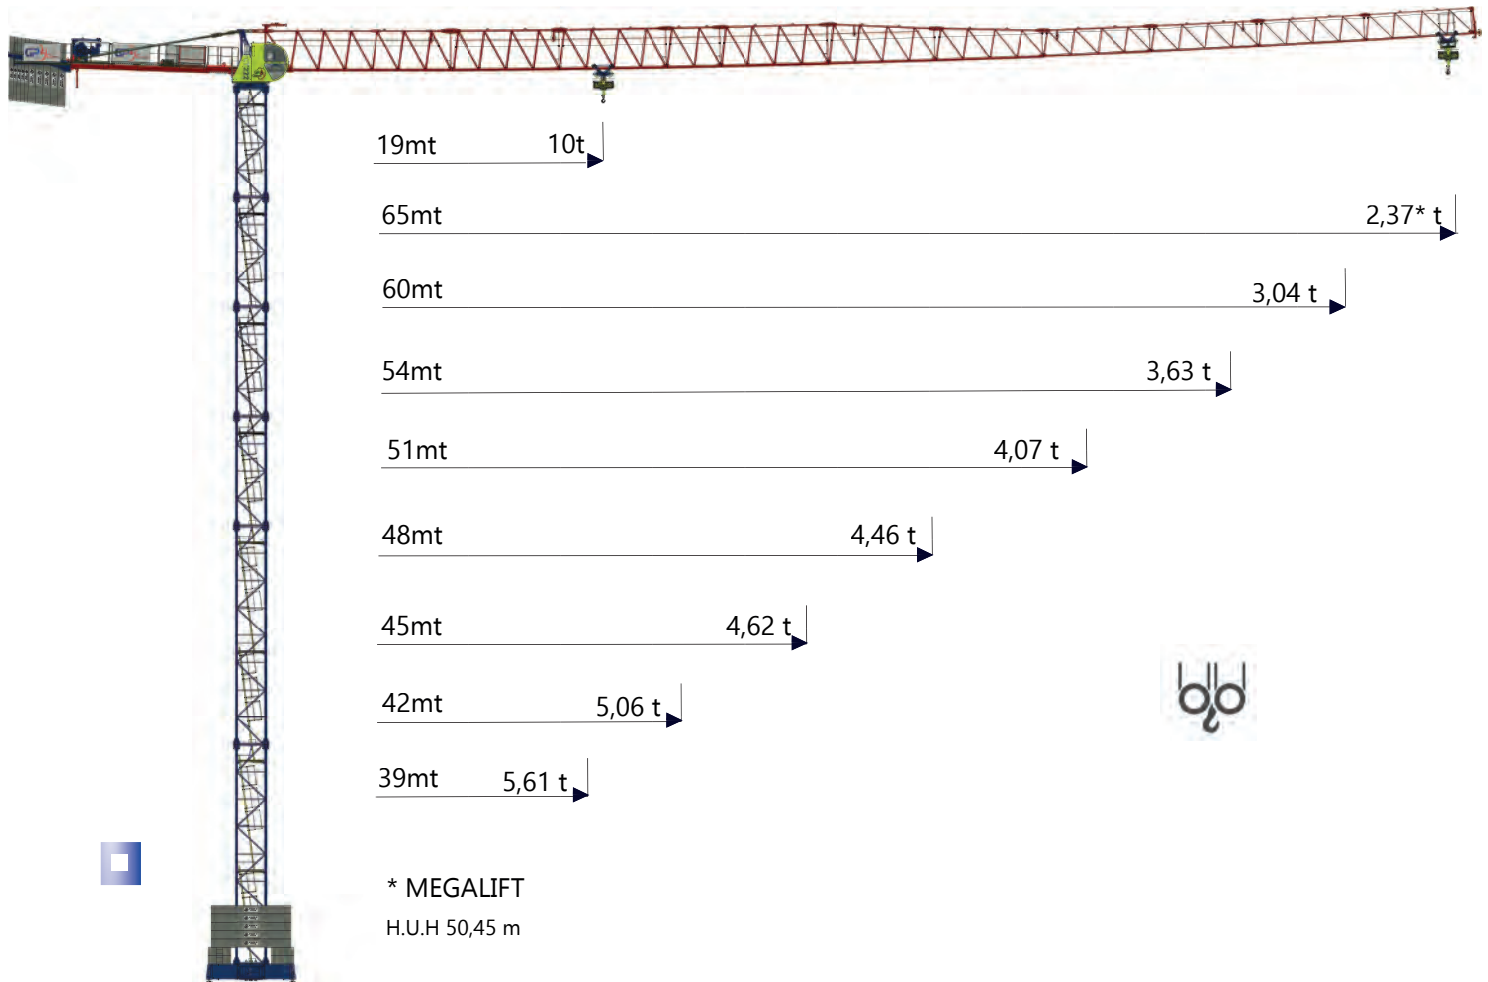 19mt 10t
65mt 2,37* t
60mt 3,04 t
54mt 3,63 t
51mt 4,07 t
48mt 4,46 t
45mt 4,62 t
42mt 5,06 t
39mt 5,61 t
* MEGALIFT
H.U.H 50,45 m